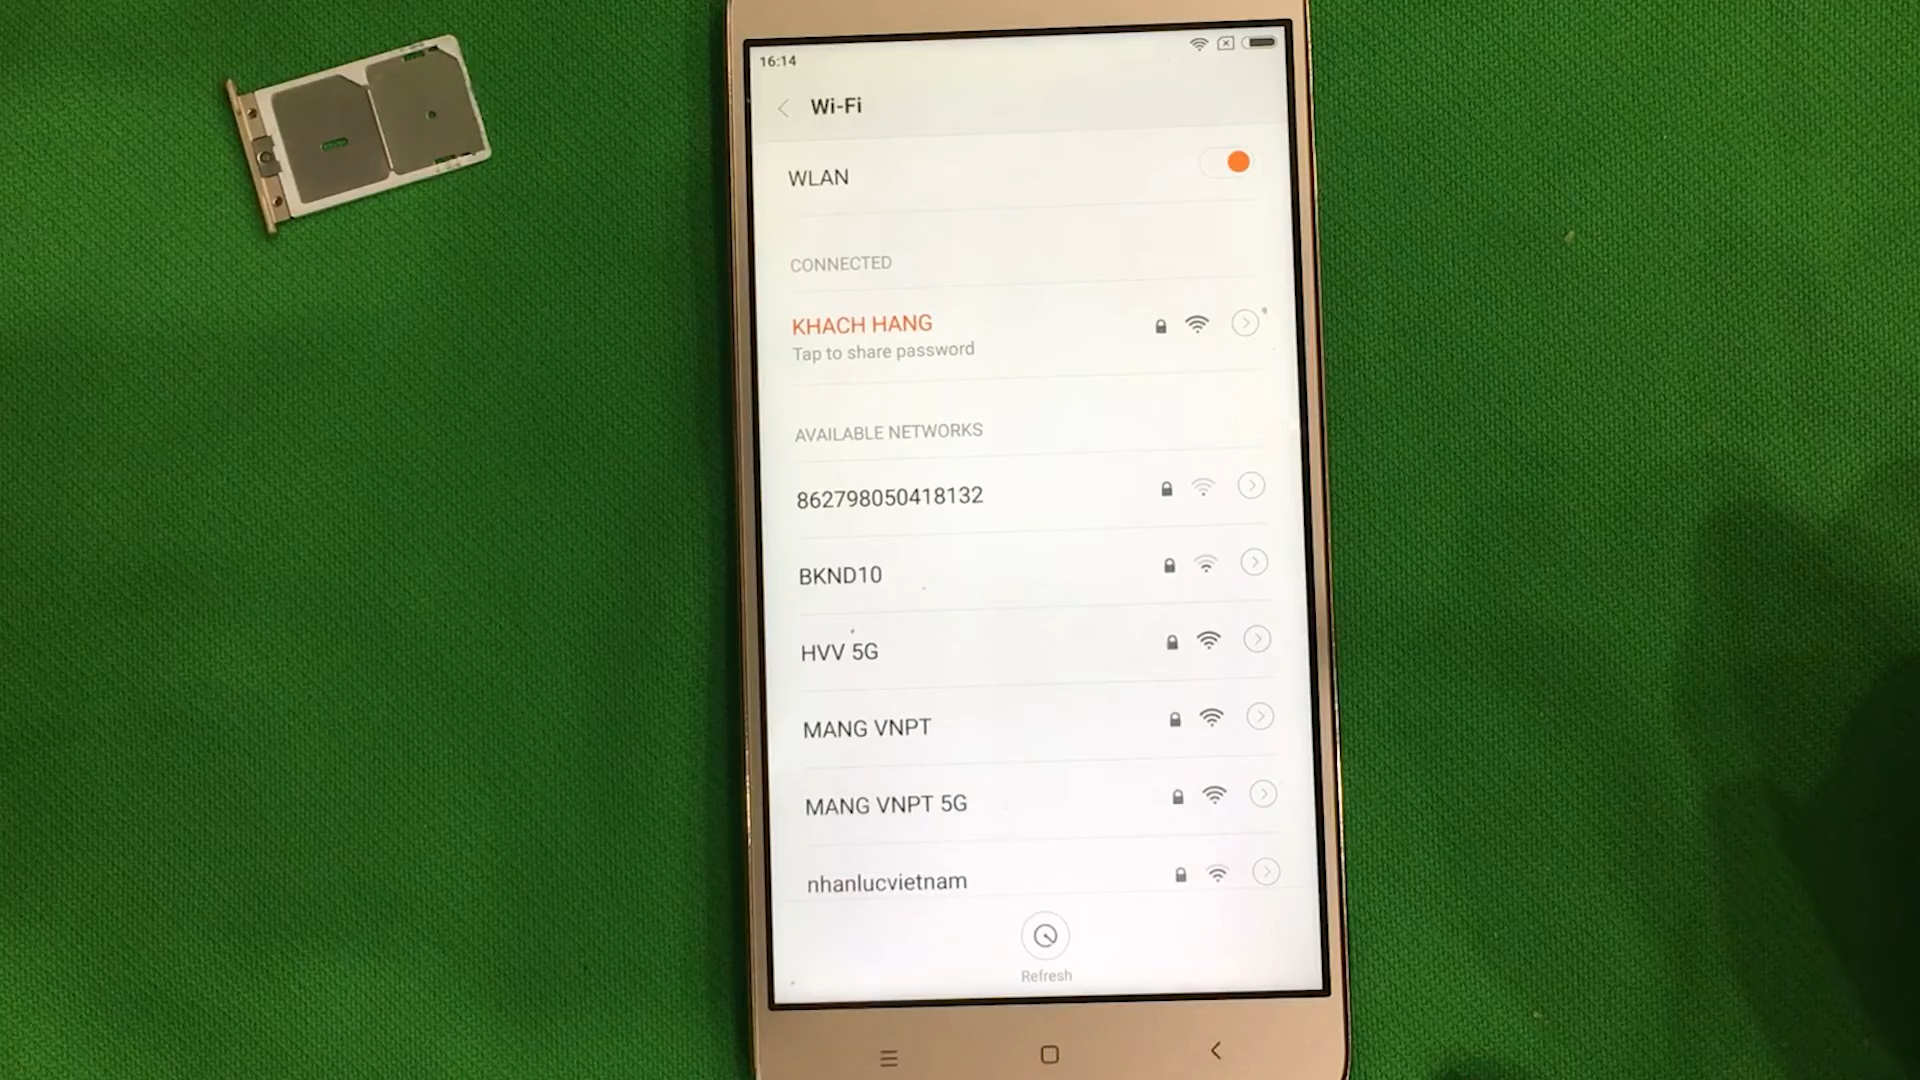 16:14
Wi-Fi
WLAN
CONNECTED
KHACH HANG
Tap to share password
AVAILABLE NETWORKS
862798050418132
BKND10
HVV 5G
MANG VNPT
MANG VNPT 5G
nhanlucvietnam
Refresh